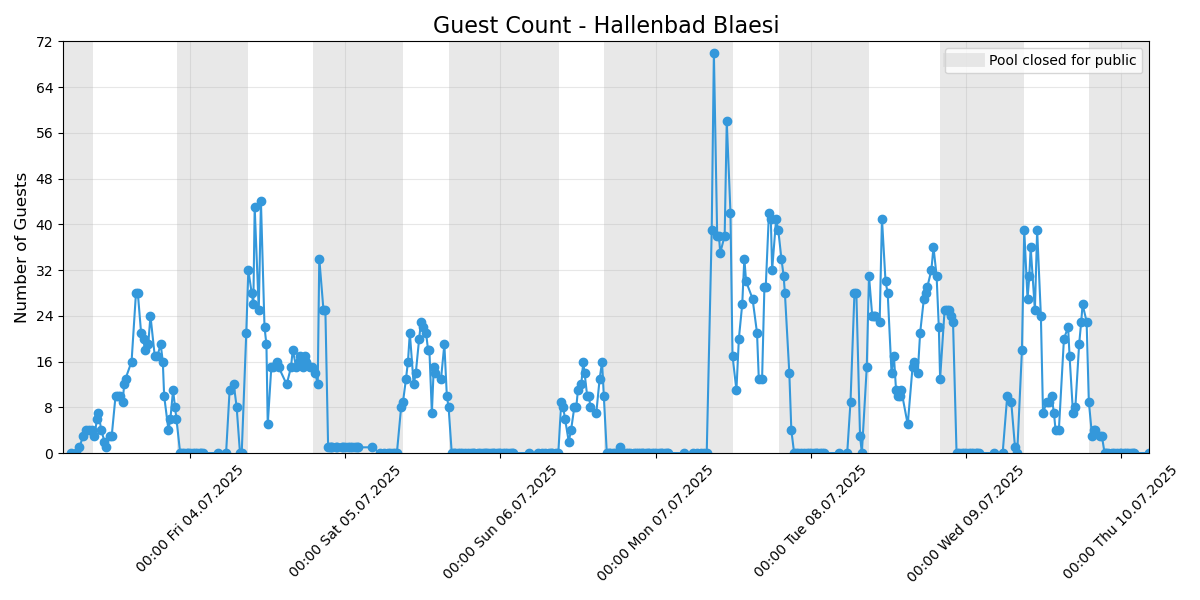 Guest Count - Hallenbad Blaesi
Pool closed for public
Number of Guests
72
64
56
48
40
32
24
16
8
0
00:00 Fri 04.07.2025
00:00 Sat 05.07.2025
00:00 Sun 06.07.2025
00:00 Mon 07.07.2025
00:00 Tue 08.07.2025
00:00 Wed 09.07.2025
00:00 Thu 10.07.2025